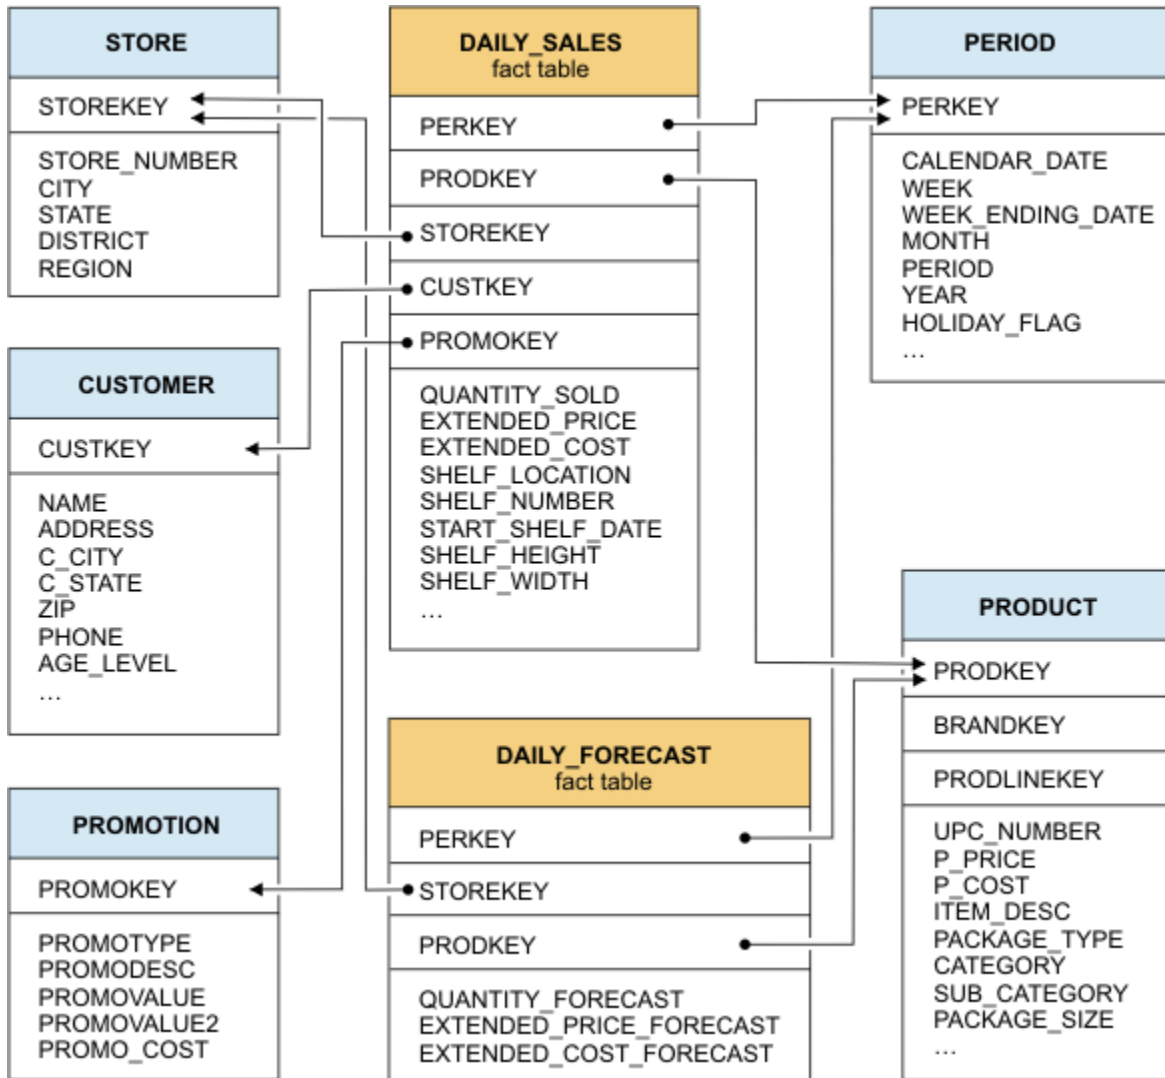 STORE
STOREKEY
STORE_NUMBER
CITY
STATE
DISTRICT
REGION
CUSTOMER
CUSTKEY
NAME
ADDRESS
C_CITY
C_STATE
ZIP
PHONE
AGE_LEVEL
…
PROMOTION
PROMOKEY
PROMOTYPE
PROMODESC
PROMOVALUE
PROMOVALUE2
PROMO_COST
DAILY_SALES
fact table
PERKEY
PRODKEY
STOREKEY
CUSTKEY
PROMOKEY
QUANTITY_SOLD
EXTENDED_PRICE
EXTENDED_COST
SHELF_LOCATION
SHELF_NUMBER
START_SHELF_DATE
SHELF_HEIGHT
SHELF_WIDTH
…
DAILY_FORECAST
fact table
PERKEY
STOREKEY
PRODKEY
QUANTITY_FORECAST
EXTENDED_PRICE_FORECAST
EXTENDED_COST_FORECAST
PERIOD
PERKEY
CALENDAR_DATE
WEEK
WEEK_ENDING_DATE
MONTH
PERIOD
YEAR
HOLIDAY_FLAG
…
PRODUCT
PRODKEY
BRANDKEY
PRODLINEKEY
UPC_NUMBER
P_PRICE
P_COST
ITEM_DESC
PACKAGE_TYPE
CATEGORY
SUB_CATEGORY
PACKAGE_SIZE
…